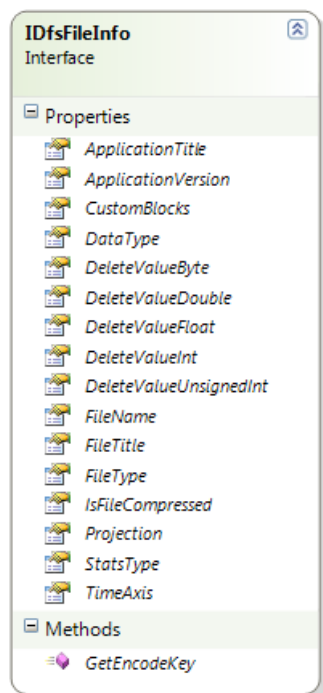 IDfsFileInfo
Interface
Properties
ApplicationTitle
ApplicationVersion
CustomBlocks
DataType
DeleteValueByte
DeleteValueDouble
DeleteValueFloat
DeleteValueInt
DeleteValueUnsignedInt
FileName
FileTitle
FileType
IsFileCompressed
Projection
StatsType
TimeAxis
Methods
GetEncodeKey